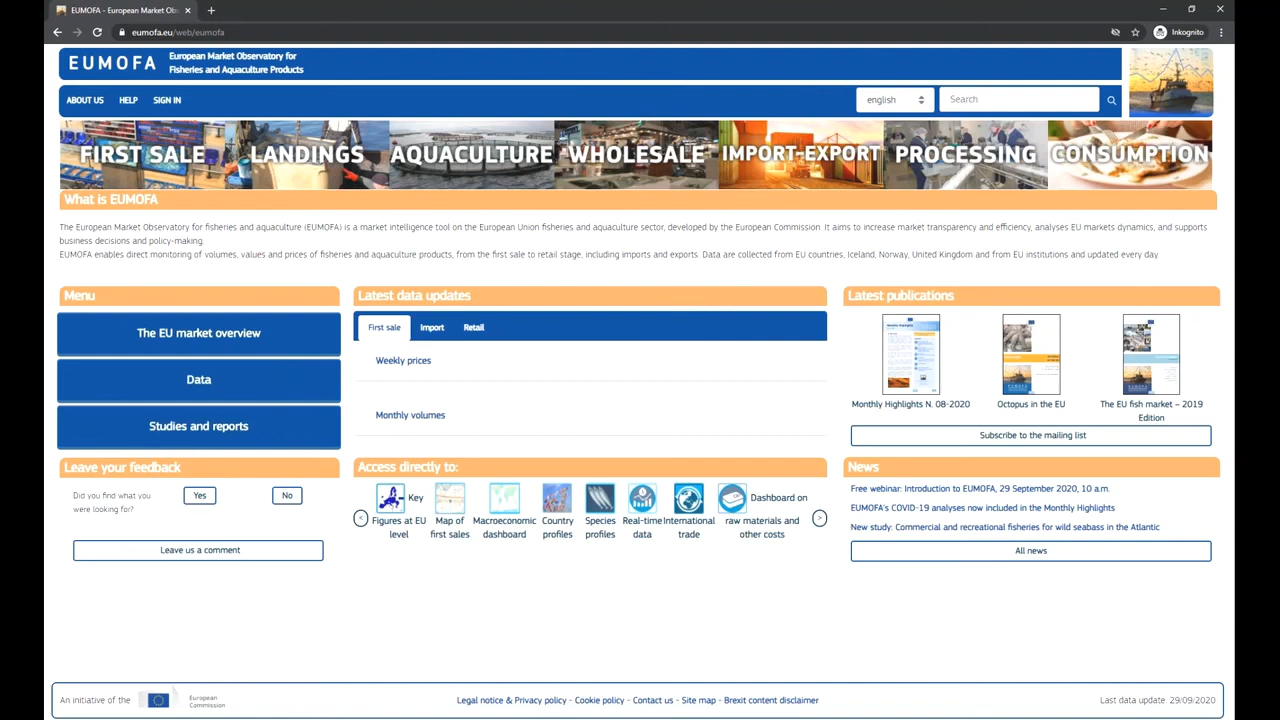 EUMOFA - European Market Obs
eumofa.eu/web/eumofa
Inkognito
EUMOFA
European Market Observatory for
Fisheries and Aquaculture Products
ABOUT US HELP SIGN IN
english
Search
FIRST SALE LANDINGS AQUACULTURE WHOLESALE IMPORT-EXPORT PROCESSING CONSUMPTION
What is EUMOFA
The European Market Observatory for fisheries and aquaculture (EUMOFA) is a market intelligence tool on the European Union fisheries and aquaculture sector, developed by the European Commission. It aims to increase market transparency and efficiency, analyses EU markets dynamics, and supports
business decisions and policy-making.
EUMOFA enables direct monitoring of volumes, values and prices of fisheries and aquaculture products, from the first sale to retail stage, including imports and exports. Data are collected from EU countries, Iceland, Norway, United Kingdom and from EU institutions and updated every day.
Menu
The EU market overview
Data
Studies and reports
Latest data updates
First sale Import Retail
Weekly prices
Monthly volumes
Latest publications
Monthly Highlights N. 08-2020
Octopus in the EU
The EU fish market – 2019
Edition
Subscribe to the mailing list
Leave your feedback
Did you find what you
were looking for?
Yes
No
Leave us a comment
Access directly to:
<
Key
Figures at EU
level
Map of
first sales
Macroeconomic
dashboard
Country
profiles
Species
profiles
Real-time
data
International
trade
Dashboard on
raw materials and
other costs
>
News
Free webinar: Introduction to EUMOFA, 29 September 2020, 10 a.m.
EUMOFA's COVID-19 analyses now included in the Monthly Highlights
New study: Commercial and recreational fisheries for wild seabass in the Atlantic
All news
An initiative of the
European
Commission
Legal notice & Privacy policy - Cookie policy - Contact us - Site map - Brexit content disclaimer
Last data update: 29/09/2020